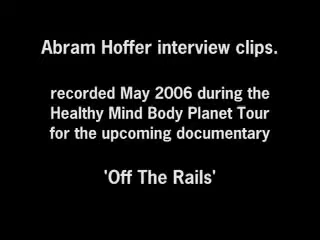 Abram Hoffer interview clips.
recorded May 2006 during the
Healthy Mind Body Planet Tour
for the upcoming documentary
'Off The Rails'